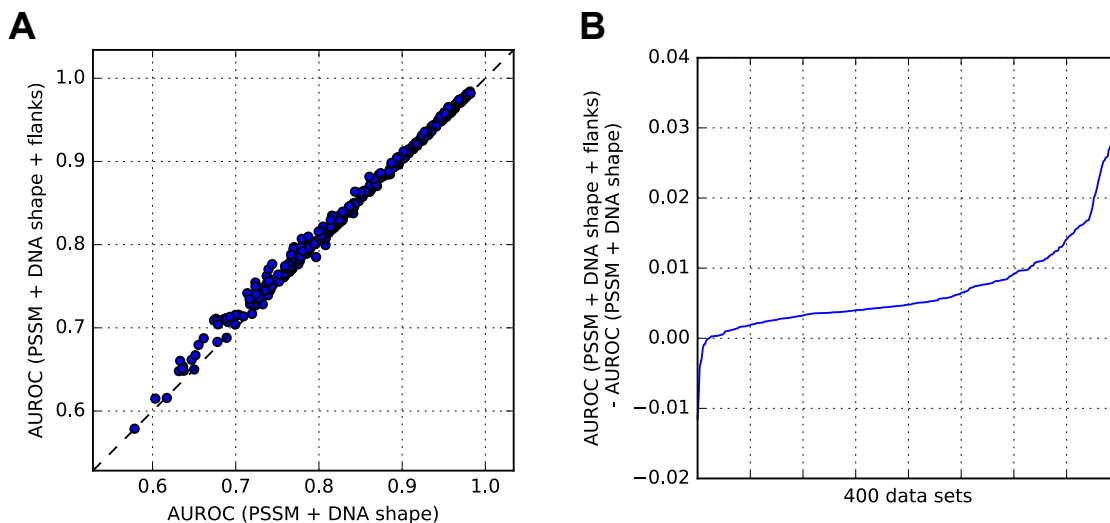 A
AUROC (PSSM + DNA shape + flanks)
1.0
0.9
0.8
0.7
0.6
0.6 0.7 0.8 0.9 1.0
AUROC (PSSM + DNA shape)
B
AUROC (PSSM + DNA shape + flanks)
- AUROC (PSSM + DNA shape)
0.04
0.03
0.02
0.01
0.00
−0.01
−0.02
400 data sets